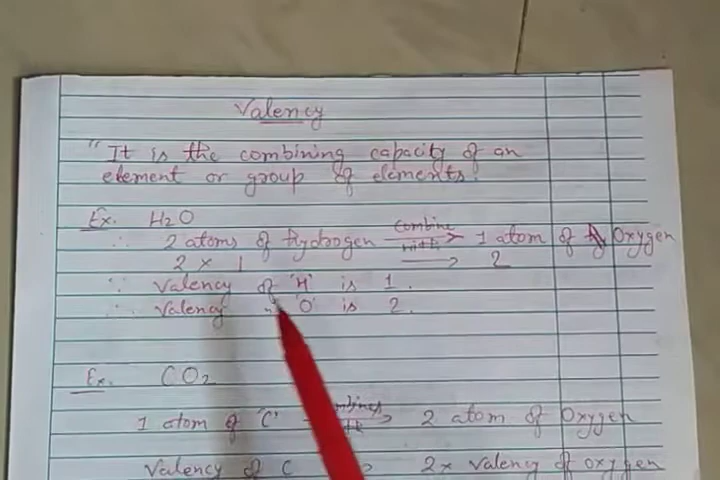 Valency
"It is the combining capacity of an
element or group of elements.
Ex. H2O
∴ 2 atoms of Hydrogen combine with → 1 atom of Oxygen
2 x 1 → 2
∵ Valency of 'H' is 1.
∴ Valency " 'O' is 2.
Ex. CO2
1 atom of 'C' → 2 atom of Oxygen
Valency of C 2x Valency of oxygen